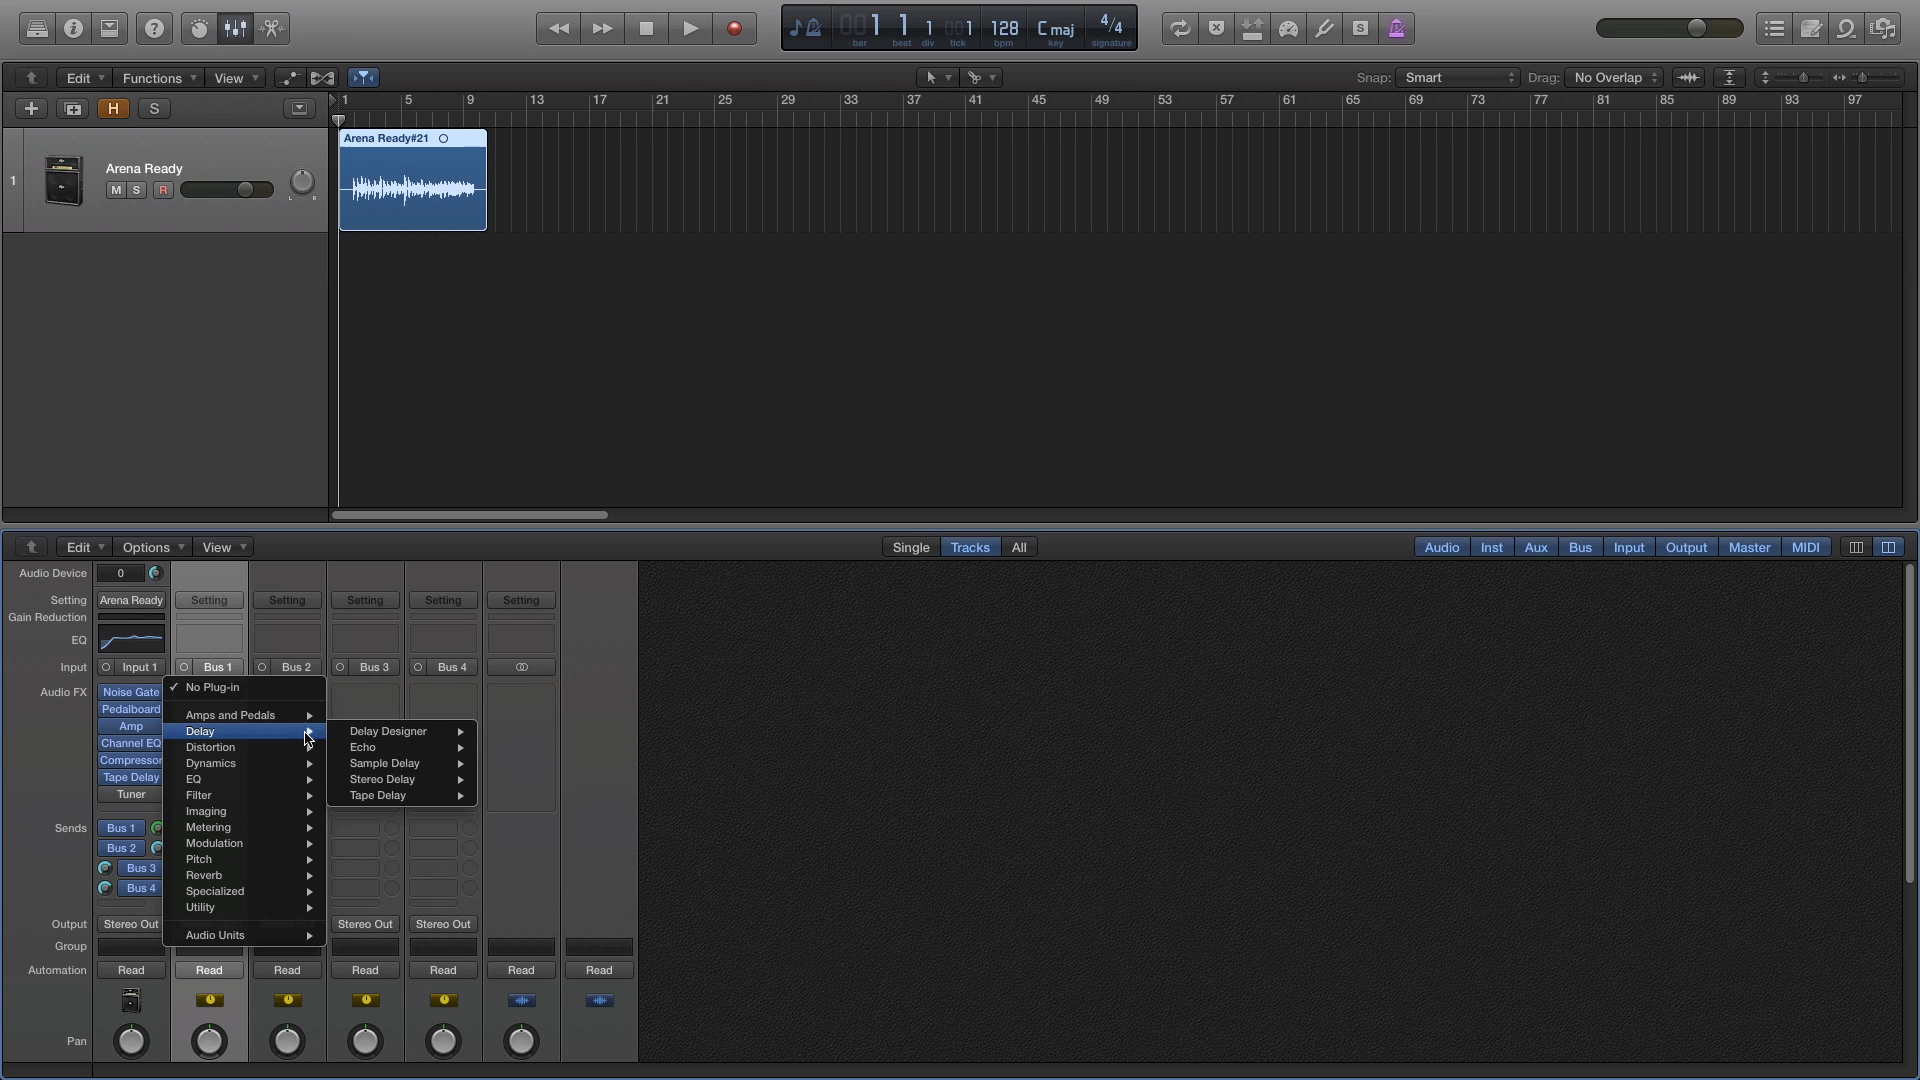 1 1 1 1 128 C maj 4/4
bar beat div tick bpm key signature
Edit Functions View Snap: Smart Drag: No Overlap
H S
1 5 9 13 17 21 25 29 33 37 41 45 49 53 57 61 65 69 73 77 81 85 89 93 97
Arena Ready#21
1 Arena Ready
M S R
L R
Edit Options View Single Tracks All Audio Inst Aux Bus Input Output Master MIDI
Audio Device 0
Setting Arena Ready Setting Setting Setting Setting Setting
Gain Reduction
EQ
Input Input 1 Bus 1 Bus 2 Bus 3 Bus 4
Audio FX Noise Gate
Pedalboard
Amp
Channel EQ
Compressor
Tape Delay
Tuner
✓ No Plug-in
Amps and Pedals
Delay
Distortion
Dynamics
EQ
Filter
Imaging
Metering
Modulation
Pitch
Reverb
Specialized
Utility
Audio Units
Delay Designer
Echo
Sample Delay
Stereo Delay
Tape Delay
Sends Bus 1
Bus 2
Bus 3
Bus 4
Output Stereo Out Stereo Out Stereo Out
Group
Automation Read Read Read Read Read Read Read
Pan